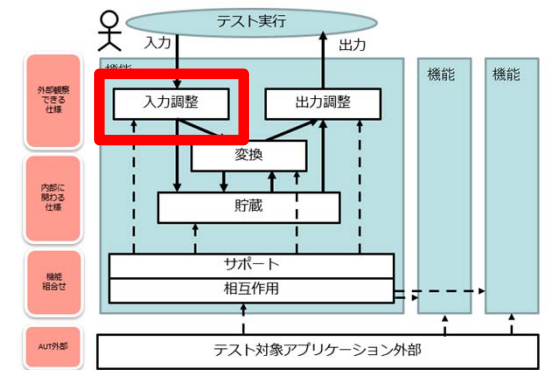 テスト実行
入力
出力
外部観察
できる
仕様
機能
機能
機能
入力調整
出力調整
変換
内部に
関わる
仕様
貯蔵
機能
組合せ
サポート
相互作用
AUT外部
テスト対象アプリケーション外部